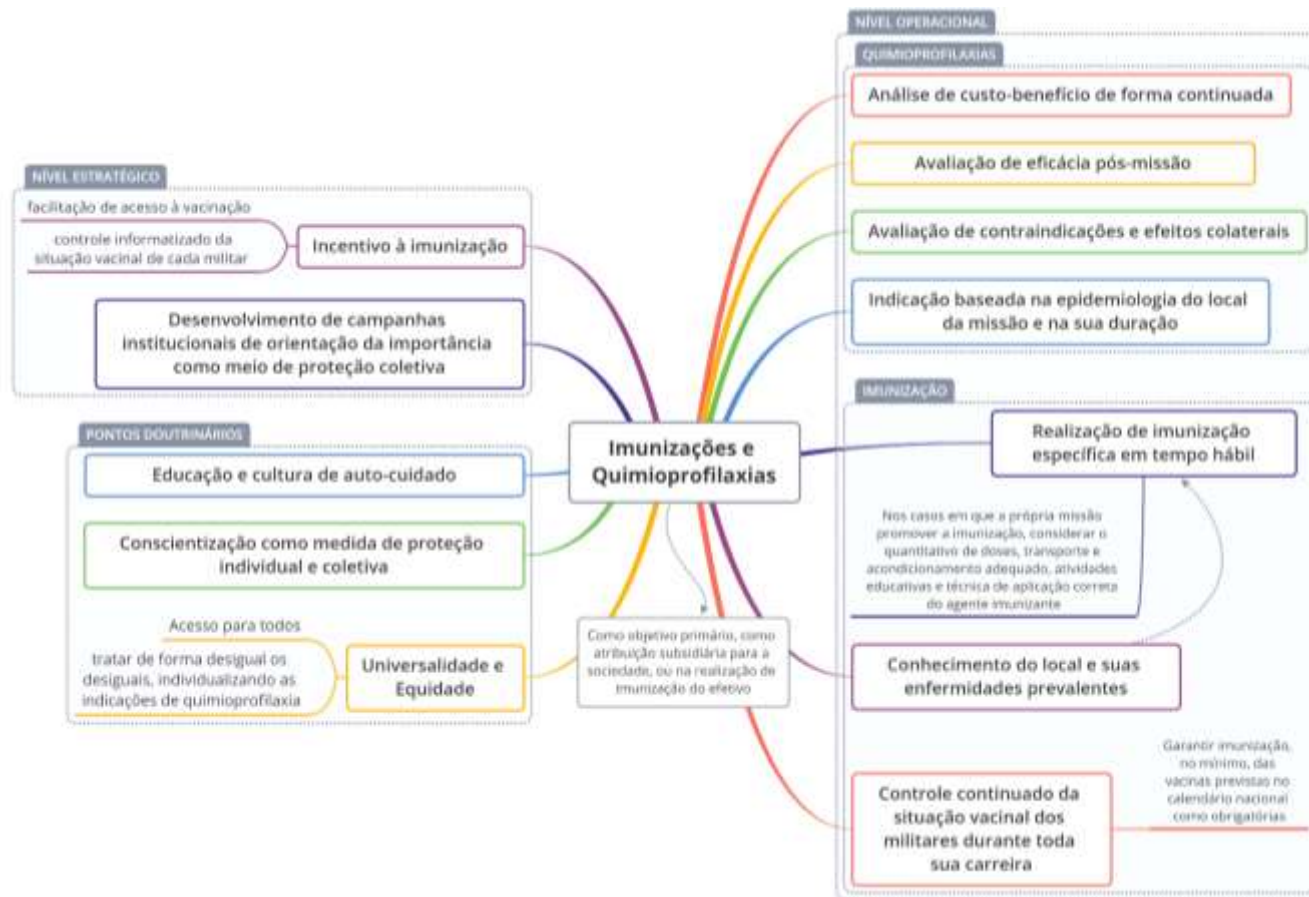 NÍVEL ESTRATÉGICO
facilitação de acesso à vacinação
controle informatizado da
situação vacinal de cada militar
Incentivo à imunização
Desenvolvimento de campanhas
institucionais de orientação da importância
como meio de proteção coletiva
PONTOS DOUTRINÁRIOS
Educação e cultura de auto-cuidado
Conscientização como medida de proteção
individual e coletiva
Acesso para todos
tratar de forma desigual os
desiguais, individualizando as
indicações de quimioprofilaxia
Universalidade e
Equidade
Imunizações e
Quimioprofilaxias
Como objetivo primário, como
atribuição subsidiária para a
sociedade, ou na realização de
imunização do efetivo
NÍVEL OPERACIONAL
QUIMIOPROFILAXIAS
Análise de custo-benefício de forma continuada
Avaliação de eficácia pós-missão
Avaliação de contraindicações e efeitos colaterais
Indicação baseada na epidemiologia do local
da missão e na sua duração
IMUNIZAÇÃO
Realização de imunização
específica em tempo hábil
Nos casos em que a própria missão
promover a imunização, considerar o
quantitativo de doses, transporte e
acondicionamento adequado, atividades
educativas e técnica de aplicação correta
do agente imunizante
Conhecimento do local e suas
enfermidades prevalentes
Controle continuado da
situação vacinal dos
militares durante toda
sua carreira
Garantir imunização,
no mínimo, das
vacinas previstas no
calendário nacional
como obrigatórias